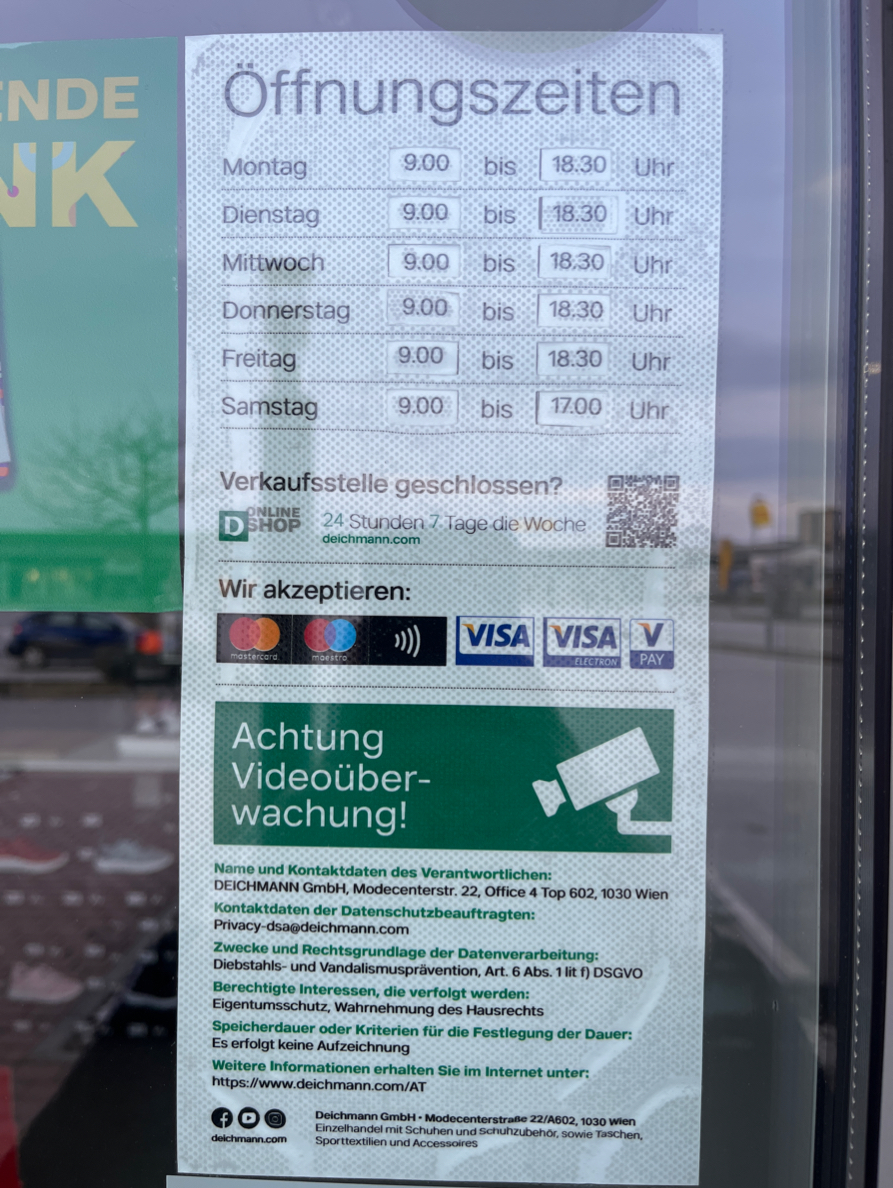 ENDE
NK
Öffnungszeiten
Montag 9.00 bis 18.30 Uhr
Dienstag 9.00 bis 18.30 Uhr
Mittwoch 9.00 bis 18.30 Uhr
Donnerstag 9.00 bis 18.30 Uhr
Freitag 9.00 bis 18.30 Uhr
Samstag 9.00 bis 17.00 Uhr
Verkaufsstelle geschlossen?
D ONLINE SHOP 24 Stunden 7 Tage die Woche
deichmann.com
Wir akzeptieren:
mastercard maestro VISA VISA ELECTRON V PAY
Achtung
Videoüber-
wachung!
Name und Kontaktdaten des Verantwortlichen:
DEICHMANN GmbH, Modecenterstr. 22, Office 4 Top 602, 1030 Wien
Kontaktdaten der Datenschutzbeauftragten:
Privacy-dsa@deichmann.com
Zwecke und Rechtsgrundlage der Datenverarbeitung:
Diebstahls- und Vandalismusprävention, Art. 6 Abs. 1 lit f) DSGVO
Berechtigte Interessen, die verfolgt werden:
Eigentumsschutz, Wahrnehmung des Hausrechts
Speicherdauer oder Kriterien für die Festlegung der Dauer:
Es erfolgt keine Aufzeichnung
Weitere Informationen erhalten Sie im Internet unter:
https://www.deichmann.com/AT
deichmann.com
Deichmann GmbH • Modecenterstraße 22/A602, 1030 Wien
Einzelhandel mit Schuhen und Schuhzubehör, sowie Taschen,
Sporttextilien und Accessoires